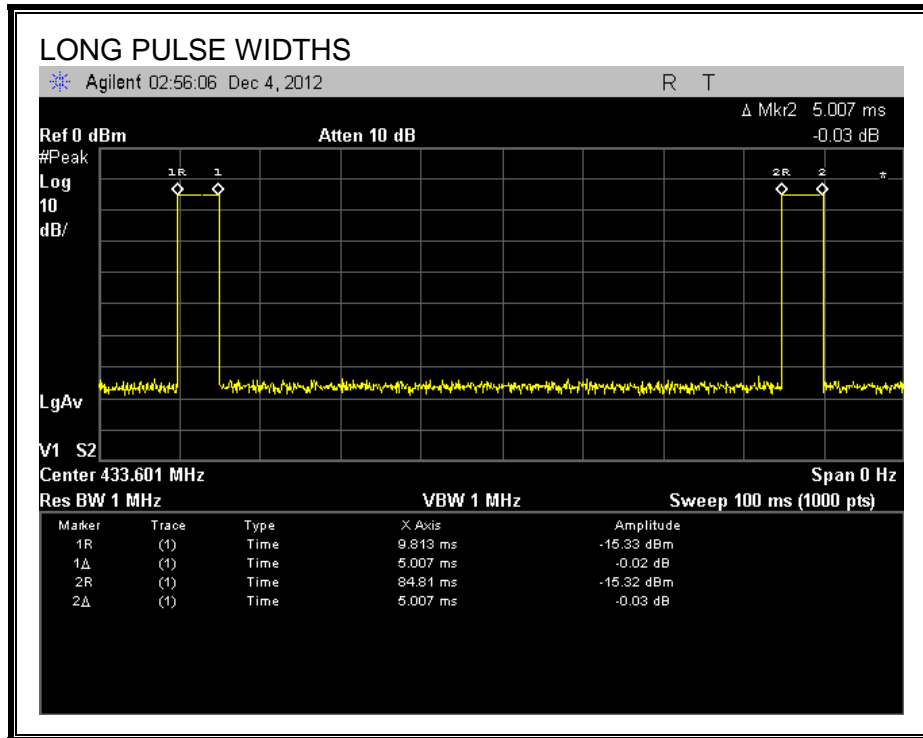 LONG PULSE WIDTHS
Agilent 02:56:06 Dec 4, 2012 R T
Δ Mkr2 5.007 ms
Ref 0 dBm Atten 10 dB -0.03 dB
#Peak
Log
10
dB/
1R 1 2R 2 *
LgAv
V1 S2
Center 433.601 MHz Span 0 Hz
Res BW 1 MHz VBW 1 MHz Sweep 100 ms (1000 pts)
Marker Trace Type X Axis Amplitude
1R (1) Time 9.813 ms -15.33 dBm
1Δ (1) Time 5.007 ms -0.02 dB
2R (1) Time 84.81 ms -15.32 dBm
2Δ (1) Time 5.007 ms -0.03 dB